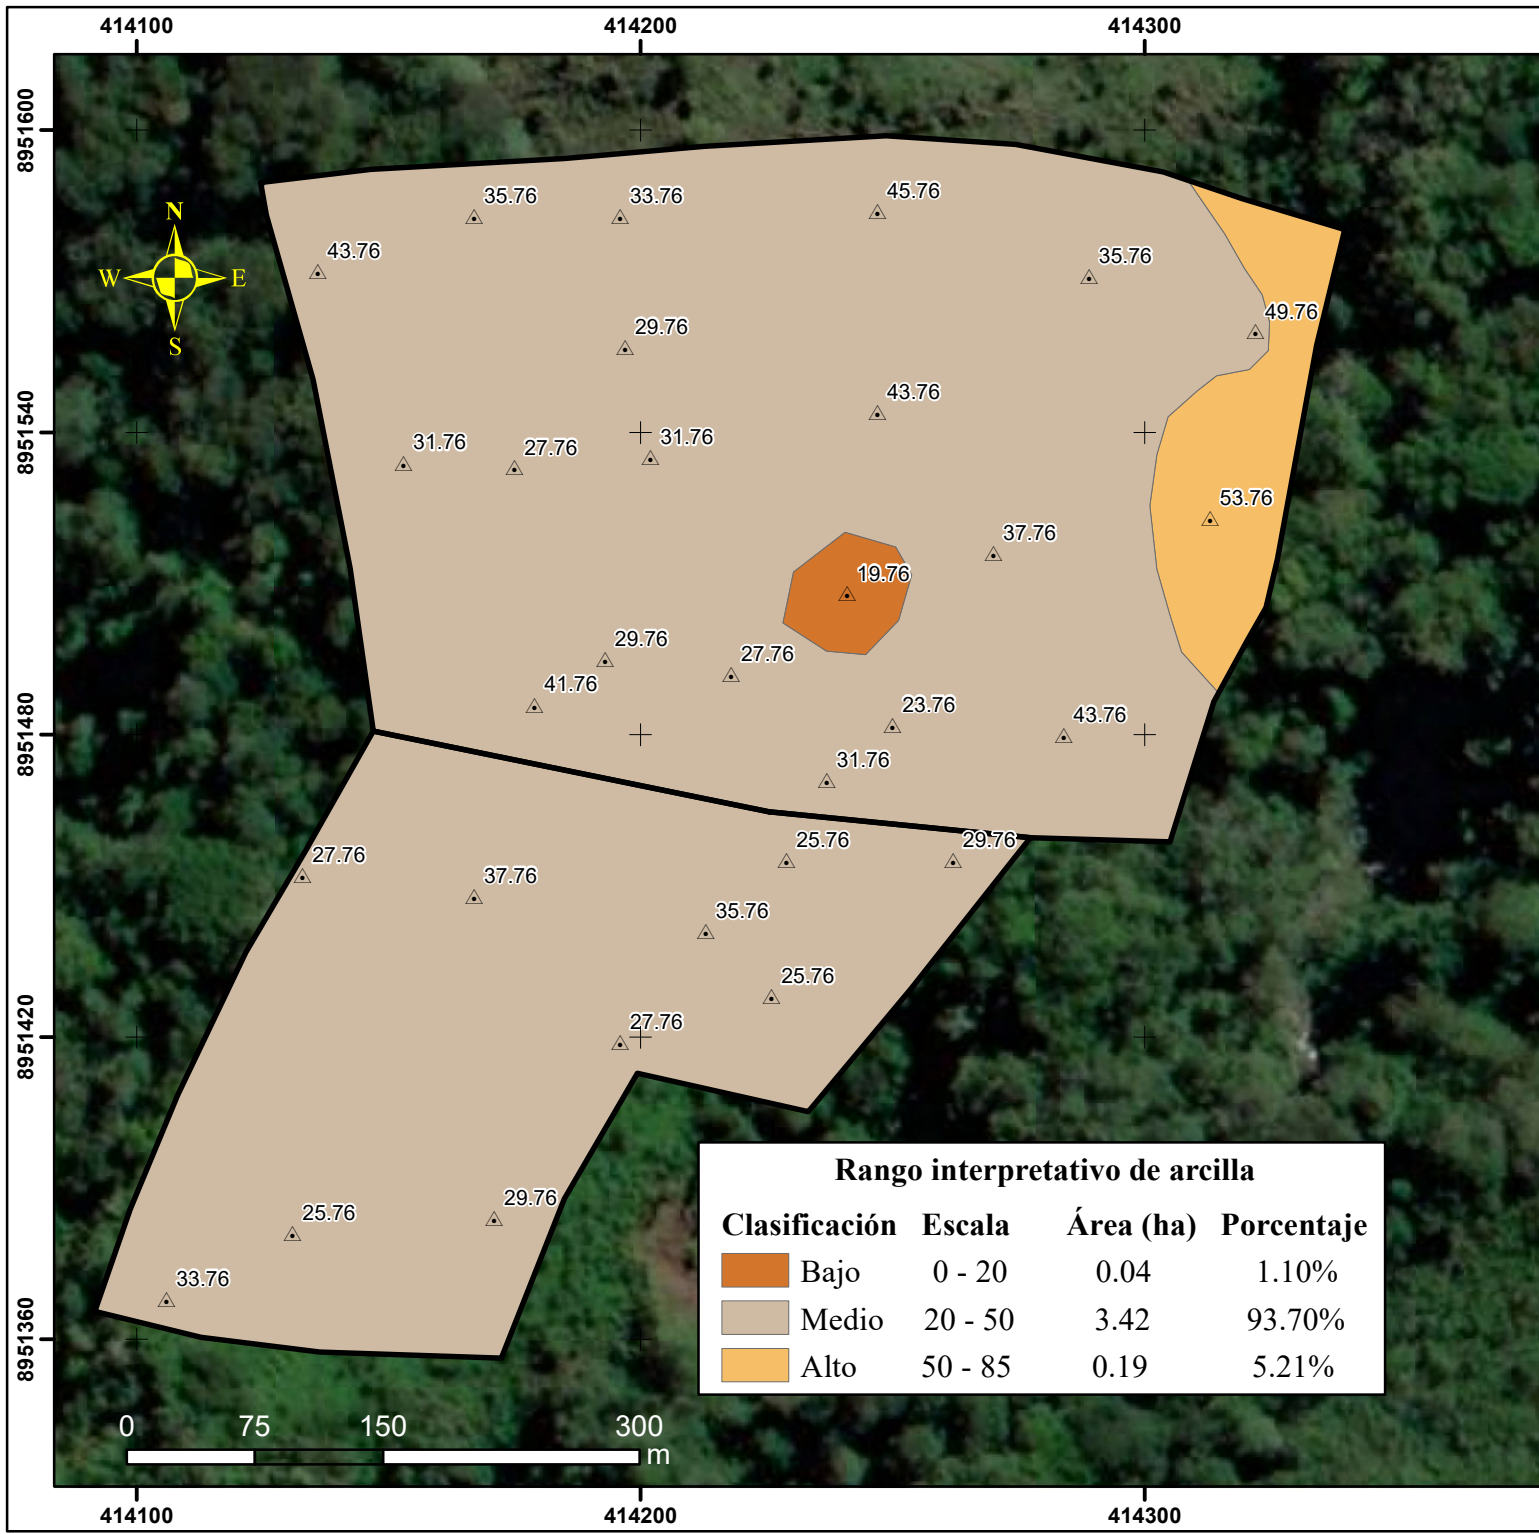 414100 414200 414300
8951600
8951540
8951480
8951420
8951360
N
W E
S
35.76
33.76
45.76
43.76
35.76
29.76
49.76
43.76
31.76
27.76
31.76
53.76
37.76
19.76
29.76
27.76
41.76
23.76
43.76
31.76
25.76
29.76
27.76
37.76
35.76
25.76
27.76
29.76
25.76
33.76
Rango interpretativo de arcilla
Clasificación Escala Área (ha) Porcentaje
Bajo 0 - 20 0.04 1.10%
Medio 20 - 50 3.42 93.70%
Alto 50 - 85 0.19 5.21%
0 75 150 300
m
414100 414200 414300